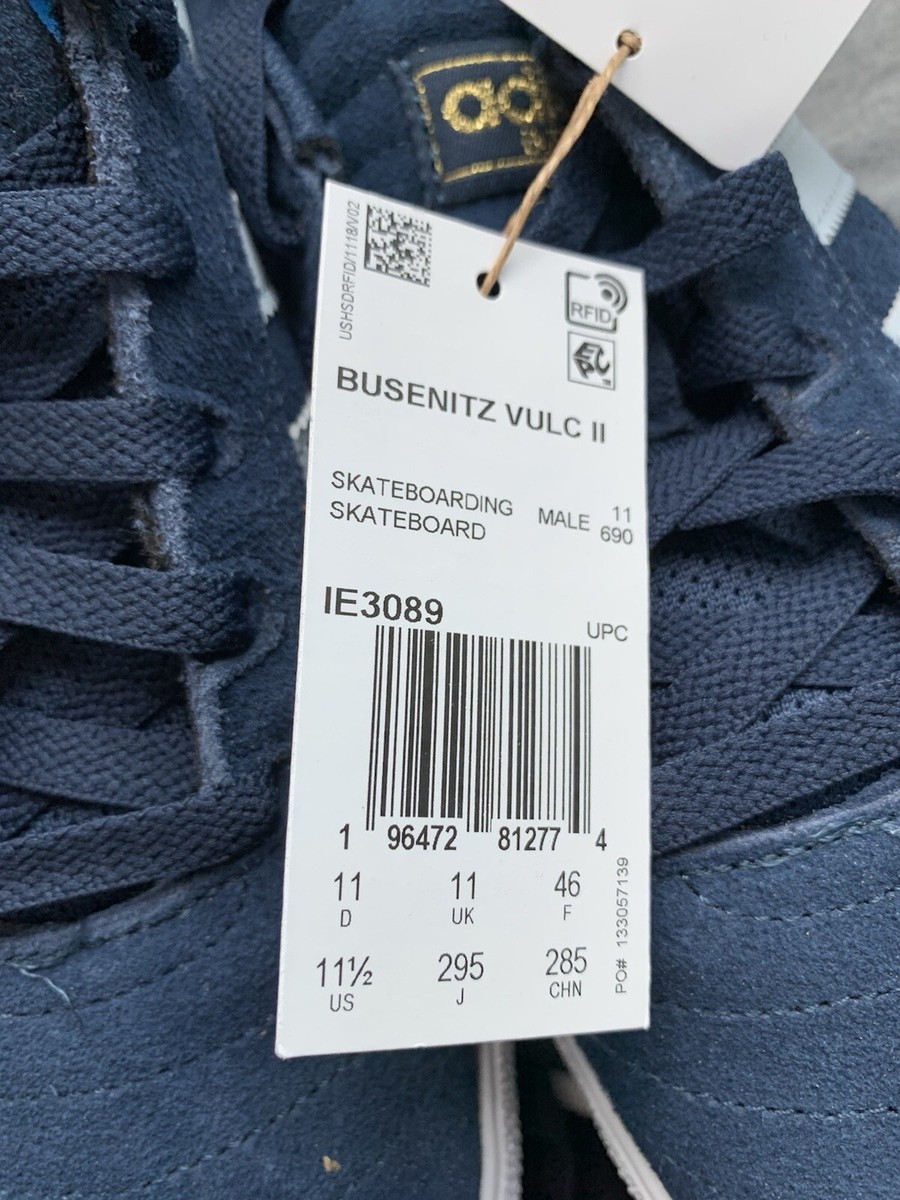 USHSDRFID/1118/V02
RFID
EPC
BUSENITZ VULC II
SKATEBOARDING MALE 11
SKATEBOARD 690
IE3089
UPC
1 96472 81277 4
11 11 46
D UK F
11½ 295 285
US J CHN
PO# 133057139